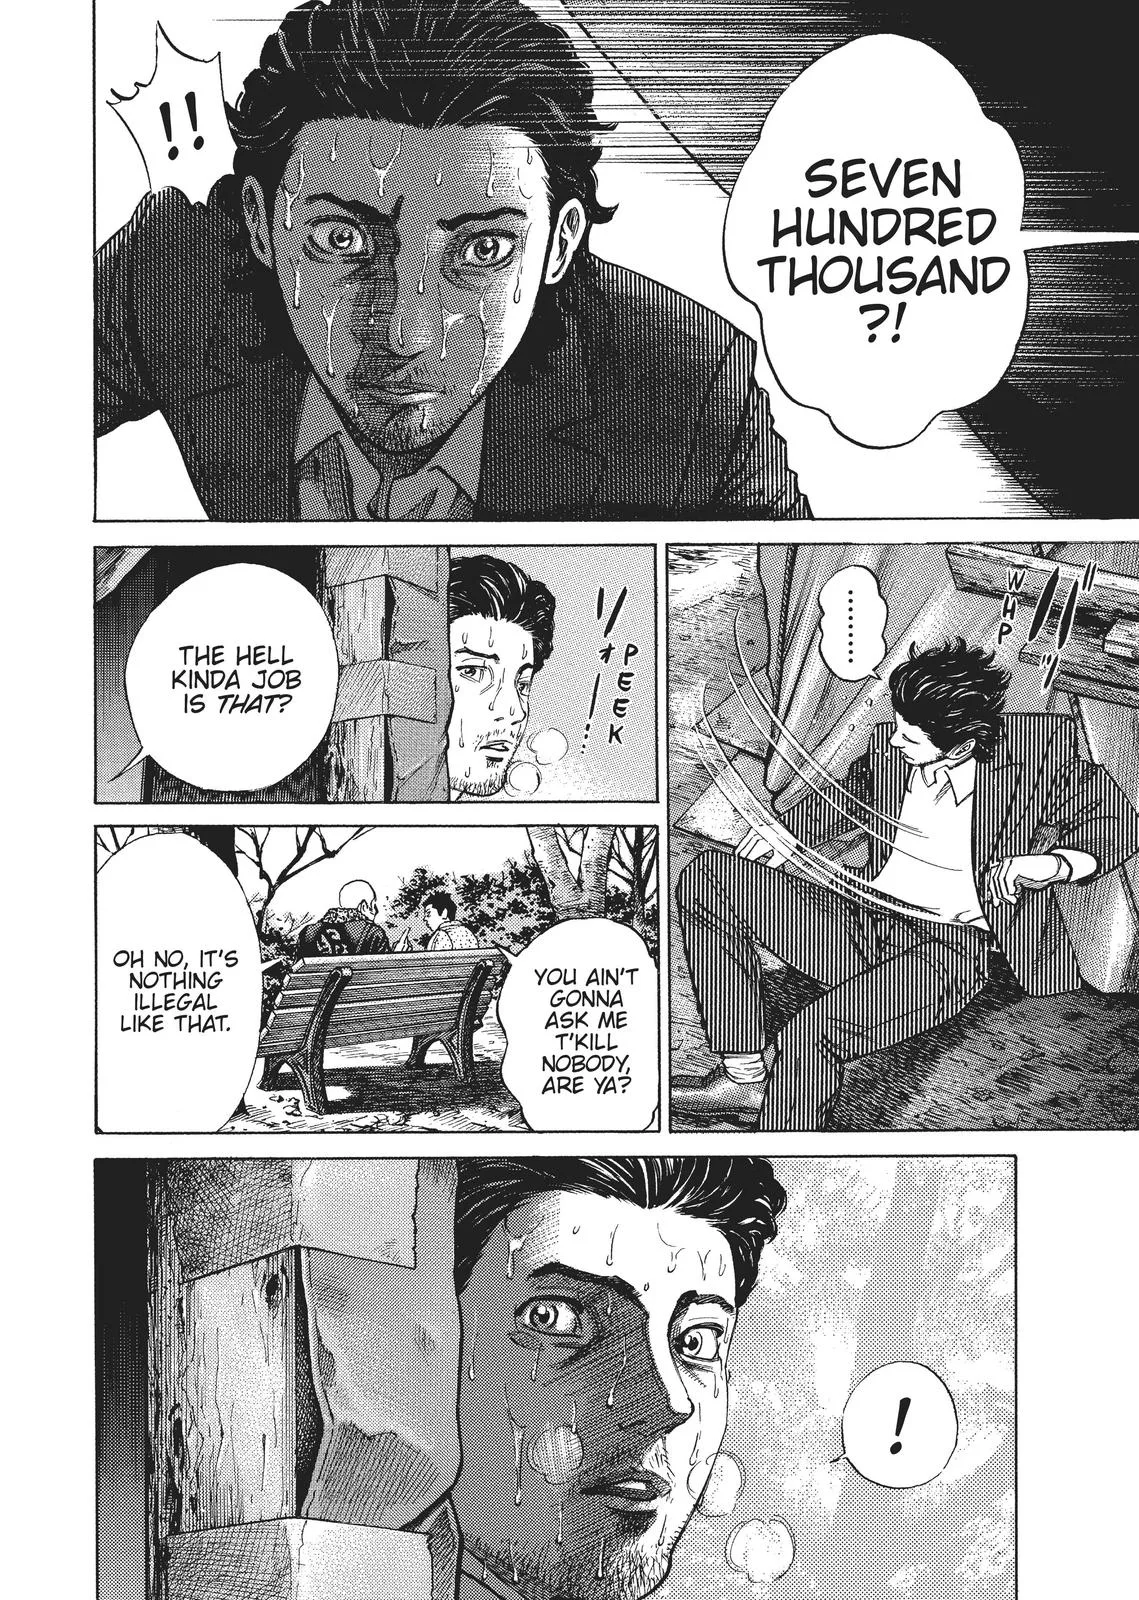 SEVEN
HUNDRED
THOUSAND
?!
!!
WHP
.........
PEEK
THE HELL
KINDA JOB
IS THAT?
YOU AIN'T
GONNA
ASK ME
T'KILL
NOBODY,
ARE YA?
OH NO, IT'S
NOTHING
ILLEGAL
LIKE THAT.
!